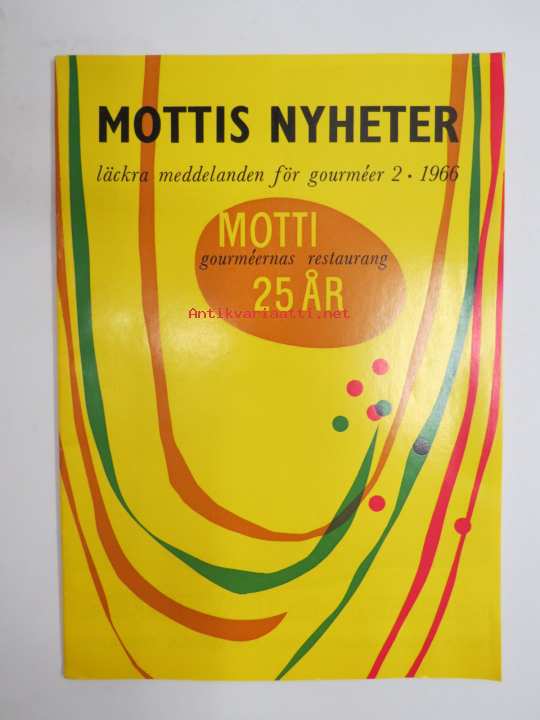 MOTTIS NYHETER
läckra meddelanden för gourméer 2 • 1966
MOTTI
gourméernas restaurang
25 ÅR
Antikvariaatti.net